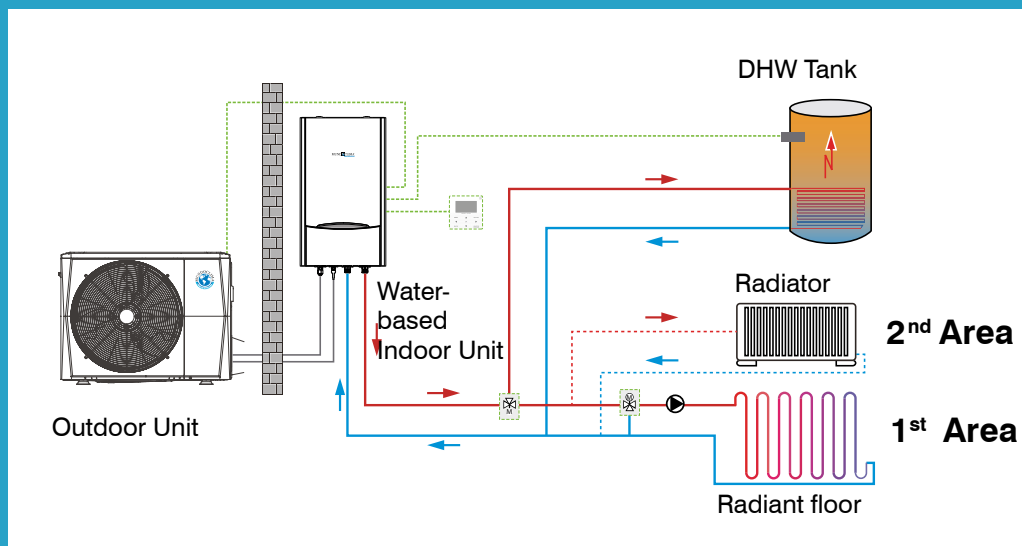 DHW Tank
Water-
based
Indoor Unit
Radiator
2nd Area
Outdoor Unit
M
M
1st Area
Radiant floor